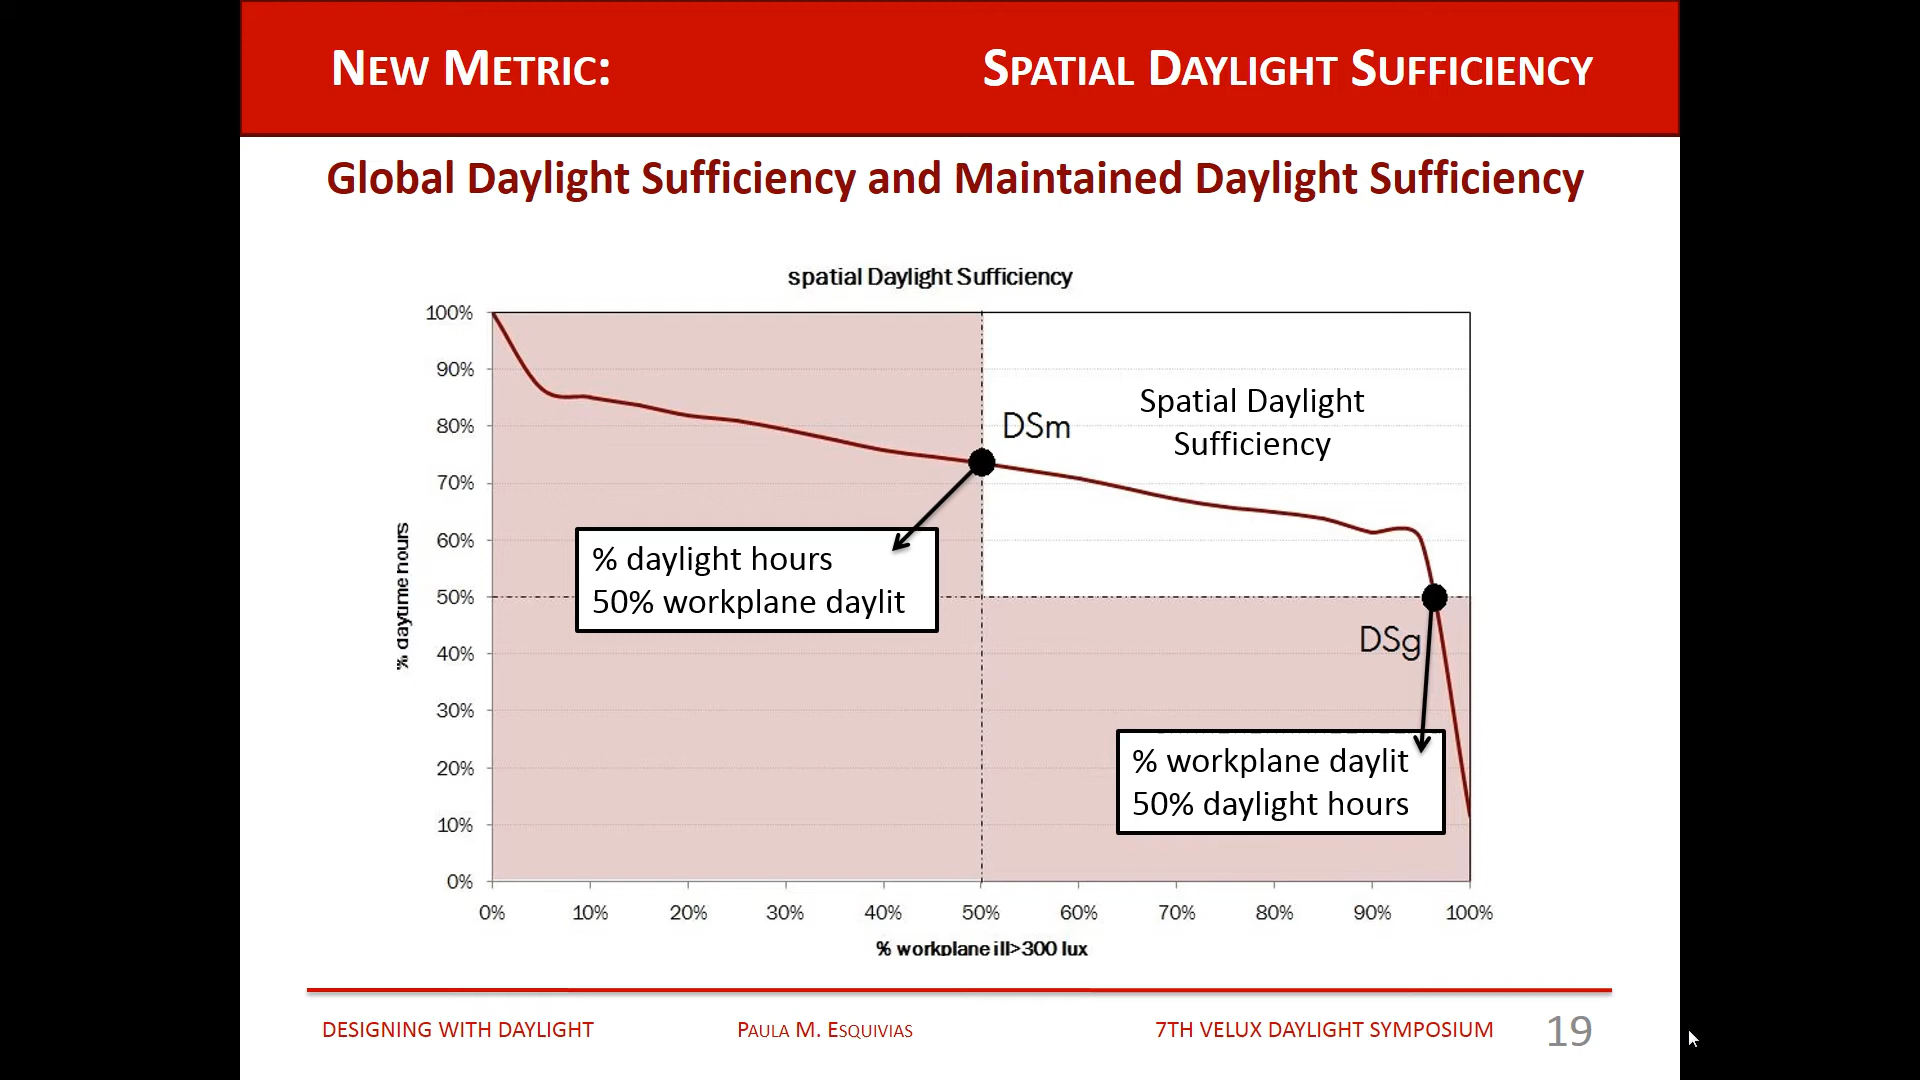 NEW METRIC: SPATIAL DAYLIGHT SUFFICIENCY
Global Daylight Sufficiency and Maintained Daylight Sufficiency
spatial Daylight Sufficiency
100%
90%
80%
70%
60%
50%
40%
30%
20%
10%
0%
% daytime hours
DSm
Spatial Daylight
Sufficiency
% daylight hours
50% workplane daylit
DSg
% workplane daylit
50% daylight hours
0% 10% 20% 30% 40% 50% 60% 70% 80% 90% 100%
% workplane ill>300 lux
DESIGNING WITH DAYLIGHT PAULA M. ESQUIVIAS 7TH VELUX DAYLIGHT SYMPOSIUM 19